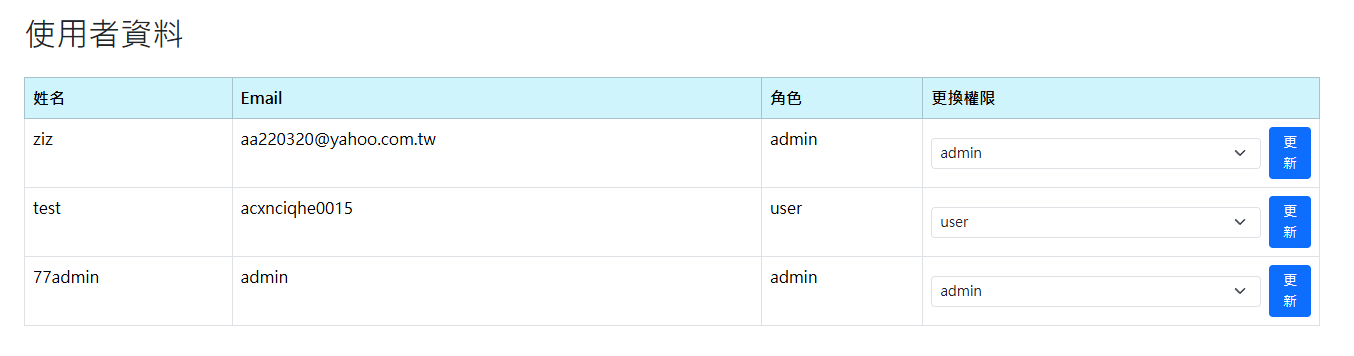 使用者資料
姓名 Email 角色 更換權限
ziz aa220320@yahoo.com.tw admin admin 更新
test acxnciqhe0015 user user 更新
77admin admin admin admin 更新